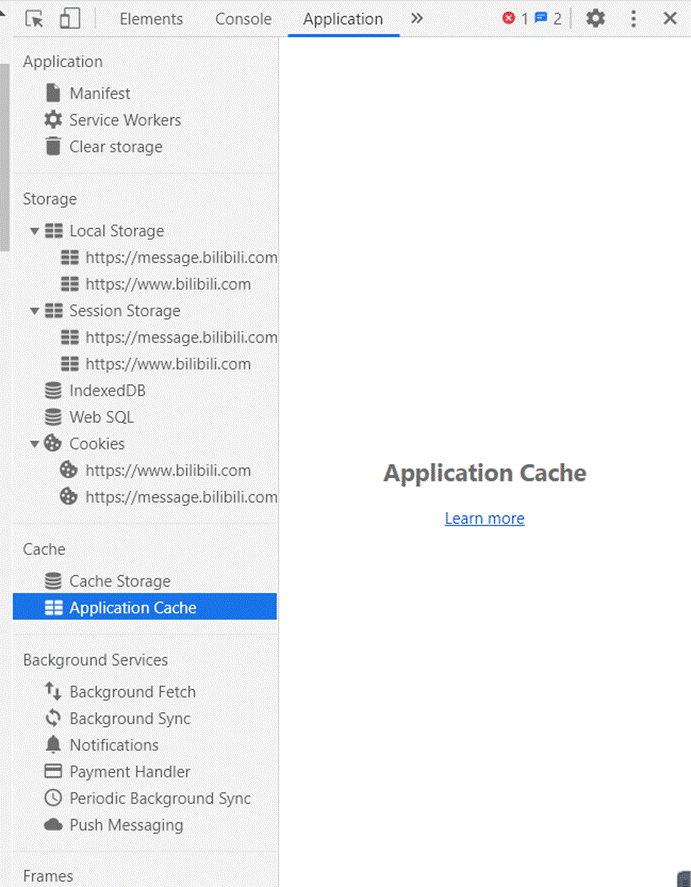 Elements Console Application » 1 2
Application
Manifest
Service Workers
Clear storage
Storage
Local Storage
https://message.bilibili.com
https://www.bilibili.com
Session Storage
https://message.bilibili.com
https://www.bilibili.com
IndexedDB
Web SQL
Cookies
https://www.bilibili.com
https://message.bilibili.com
Cache
Cache Storage
Application Cache
Background Services
Background Fetch
Background Sync
Notifications
Payment Handler
Periodic Background Sync
Push Messaging
Frames
Application Cache
Learn more